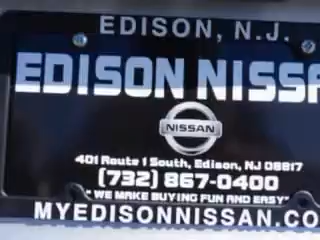 EDISON, N.J.
EDISON NISSA
NISSAN
401 Route 1 South, Edison, NJ 08817
(732) 867-0400
"WE MAKE BUYING FUN AND EASY"
MYEDISONNISSAN.CO